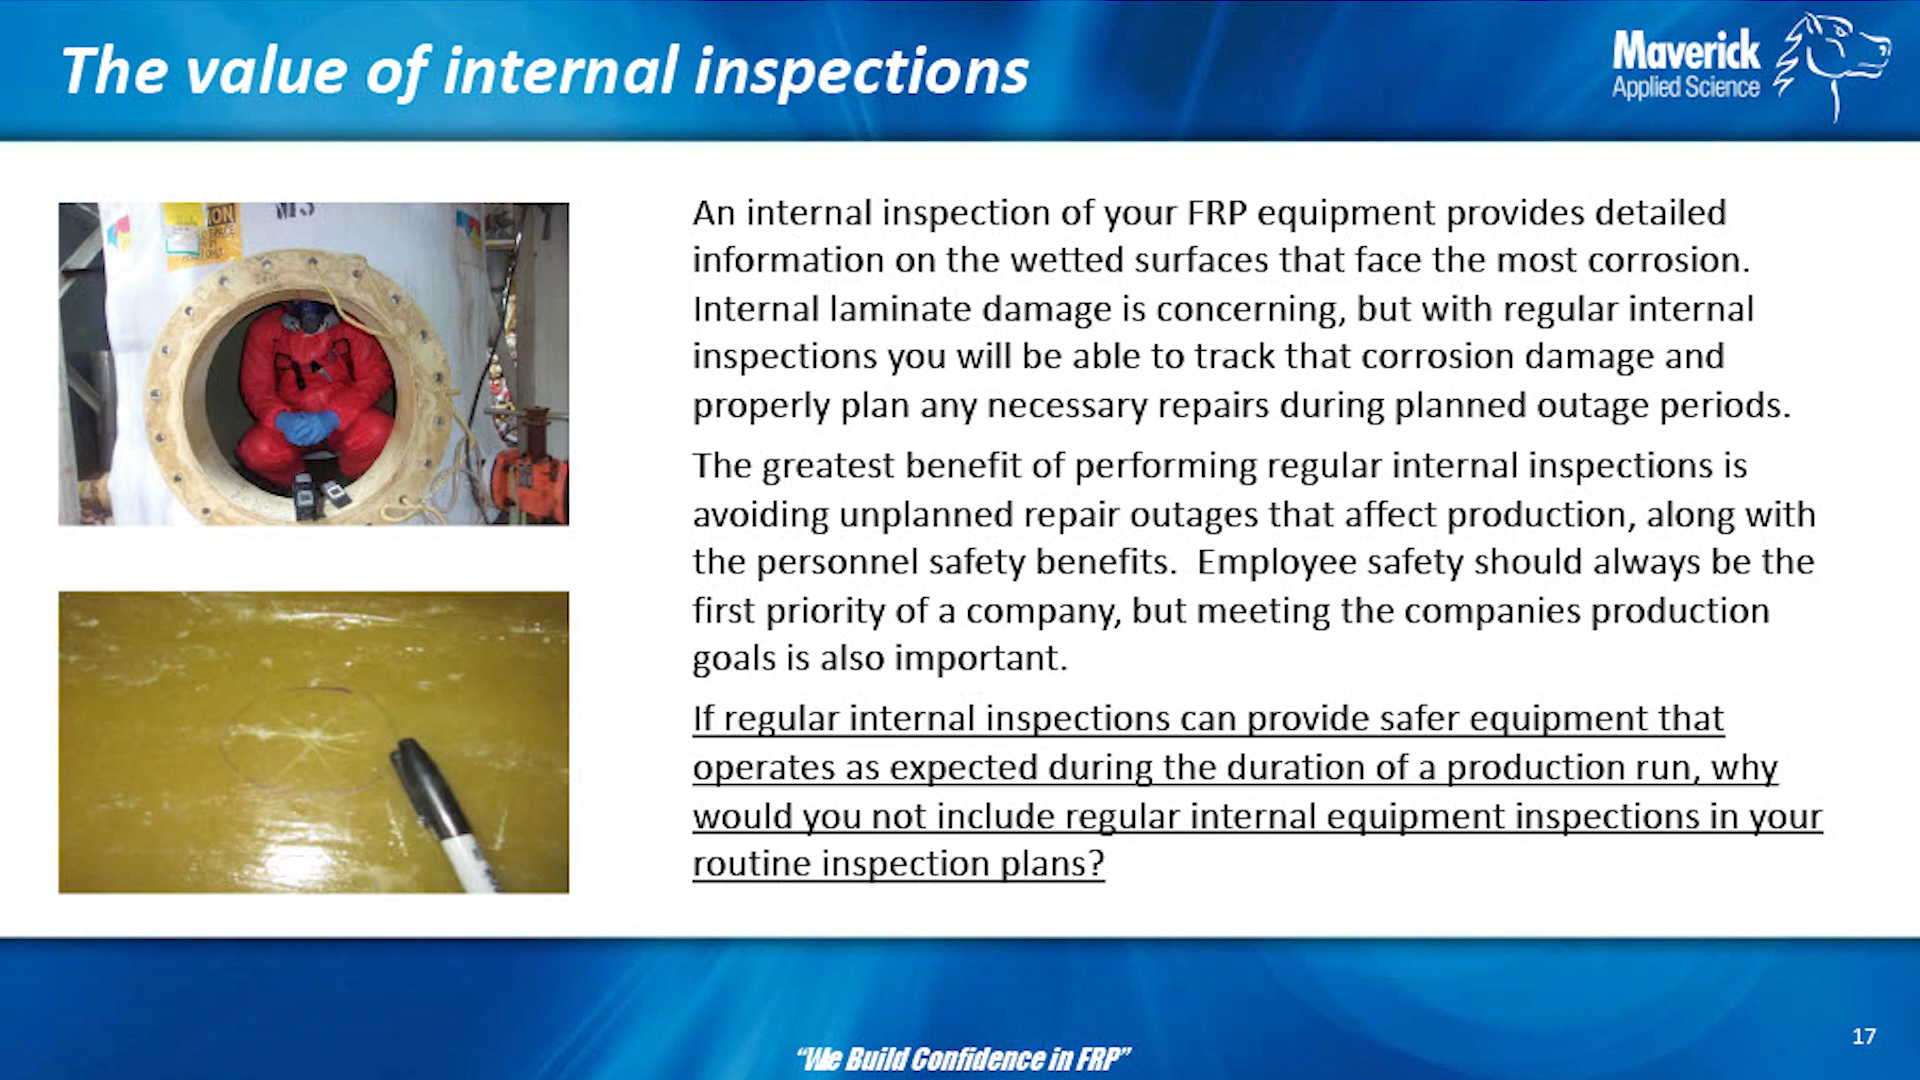 The value of internal inspections
Maverick
Applied Science
ION
An internal inspection of your FRP equipment provides detailed
information on the wetted surfaces that face the most corrosion.
Internal laminate damage is concerning, but with regular internal
inspections you will be able to track that corrosion damage and
properly plan any necessary repairs during planned outage periods.
The greatest benefit of performing regular internal inspections is
avoiding unplanned repair outages that affect production, along with
the personnel safety benefits. Employee safety should always be the
first priority of a company, but meeting the companies production
goals is also important.
If regular internal inspections can provide safer equipment that
operates as expected during the duration of a production run, why
would you not include regular internal equipment inspections in your
routine inspection plans?
17
“We Build Confidence in FRP”